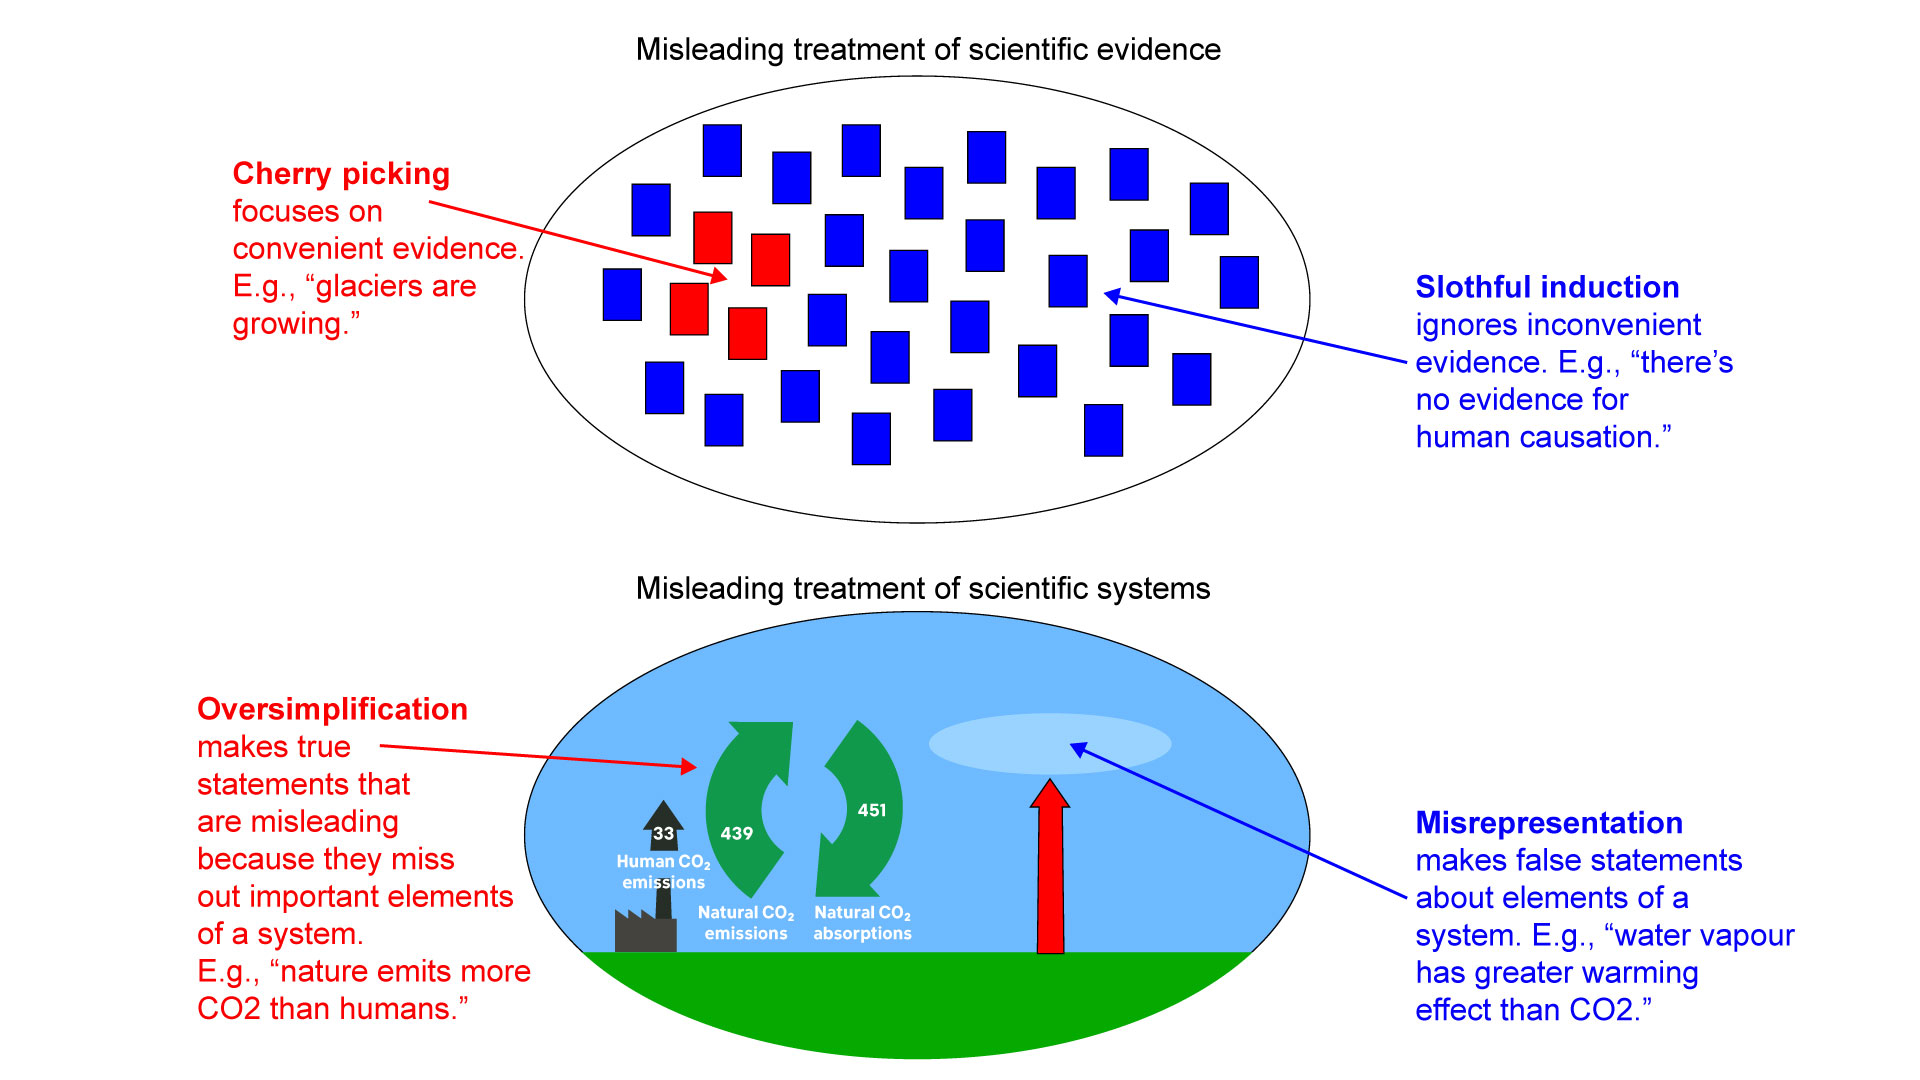 Misleading treatment of scientific evidence
Cherry picking
focuses on
convenient evidence.
E.g., “glaciers are
growing.”
Slothful induction
ignores inconvenient
evidence. E.g., “there’s
no evidence for
human causation.”
Misleading treatment of scientific systems
Oversimplification
makes true
statements that
are misleading
because they miss
out important elements
of a system.
E.g., “nature emits more
CO2 than humans.”
33
Human CO₂
emissions
439
Natural CO₂
emissions
451
Natural CO₂
absorptions
Misrepresentation
makes false statements
about elements of a
system. E.g., “water vapour
has greater warming
effect than CO2.”